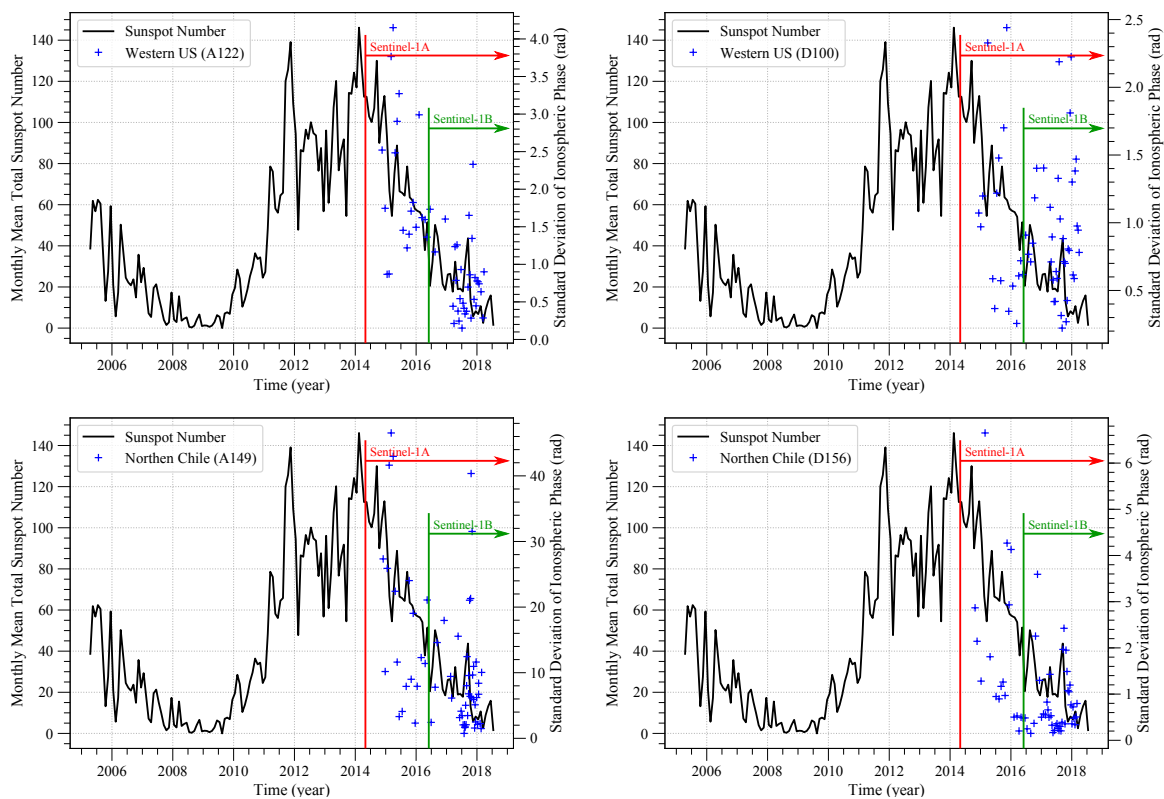 Sunspot Number
Western US (A122)
Sentinel-1A
Sentinel-1B
Monthly Mean Total Sunspot Number
0
20
40
60
80
100
120
140
Standard Deviation of Ionospheric Phase (rad)
0.0
0.5
1.0
1.5
2.0
2.5
3.0
3.5
4.0
2006 2008 2010 2012 2014 2016 2018
Time (year)
Sunspot Number
Western US (D100)
Sentinel-1A
Sentinel-1B
Monthly Mean Total Sunspot Number
0
20
40
60
80
100
120
140
Standard Deviation of Ionospheric Phase (rad)
0.5
1.0
1.5
2.0
2.5
2006 2008 2010 2012 2014 2016 2018
Time (year)
Sunspot Number
Northen Chile (A149)
Sentinel-1A
Sentinel-1B
Monthly Mean Total Sunspot Number
0
20
40
60
80
100
120
140
Standard Deviation of Ionospheric Phase (rad)
0
10
20
30
40
2006 2008 2010 2012 2014 2016 2018
Time (year)
Sunspot Number
Northen Chile (D156)
Sentinel-1A
Sentinel-1B
Monthly Mean Total Sunspot Number
0
20
40
60
80
100
120
140
Standard Deviation of Ionospheric Phase (rad)
0
1
2
3
4
5
6
2006 2008 2010 2012 2014 2016 2018
Time (year)